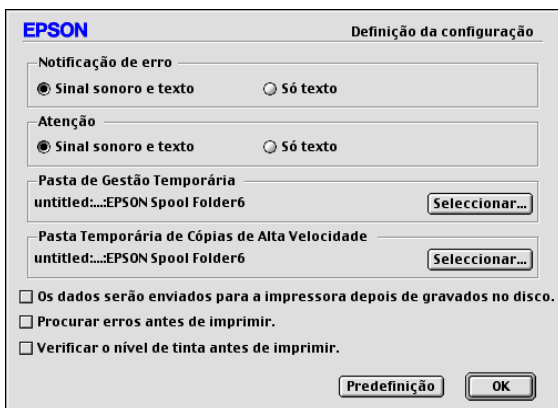 EPSON Definição da configuração
Notificação de erro
Sinal sonoro e texto Só texto
Atenção
Sinal sonoro e texto Só texto
Pasta de Gestão Temporária
untitled:...:EPSON Spool Folder6 Seleccionar...
Pasta Temporária de Cópias de Alta Velocidade
untitled:...:EPSON Spool Folder6 Seleccionar...
Os dados serão enviados para a impressora depois de gravados no disco.
Procurar erros antes de imprimir.
Verificar o nível de tinta antes de imprimir.
Predefinição OK